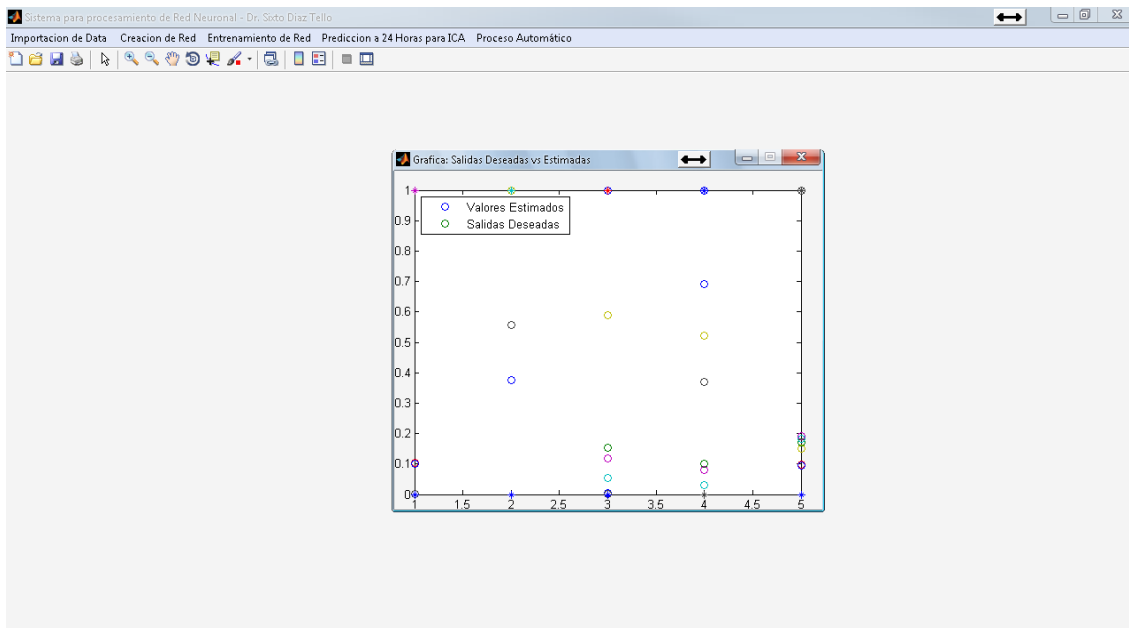 Sistema para procesamiento de Red Neuronal - Dr. Sixto Diaz Tello
Importacion de Data Creacion de Red Entrenamiento de Red Prediccion a 24 Horas para ICA Proceso Automático
Grafica: Salidas Deseadas vs Estimadas
1
Valores Estimados
0.9
Salidas Deseadas
0.8
0.7
0.6
0.5
0.4
0.3
0.2
0.1
0
1 1.5 2 2.5 3 3.5 4 4.5 5